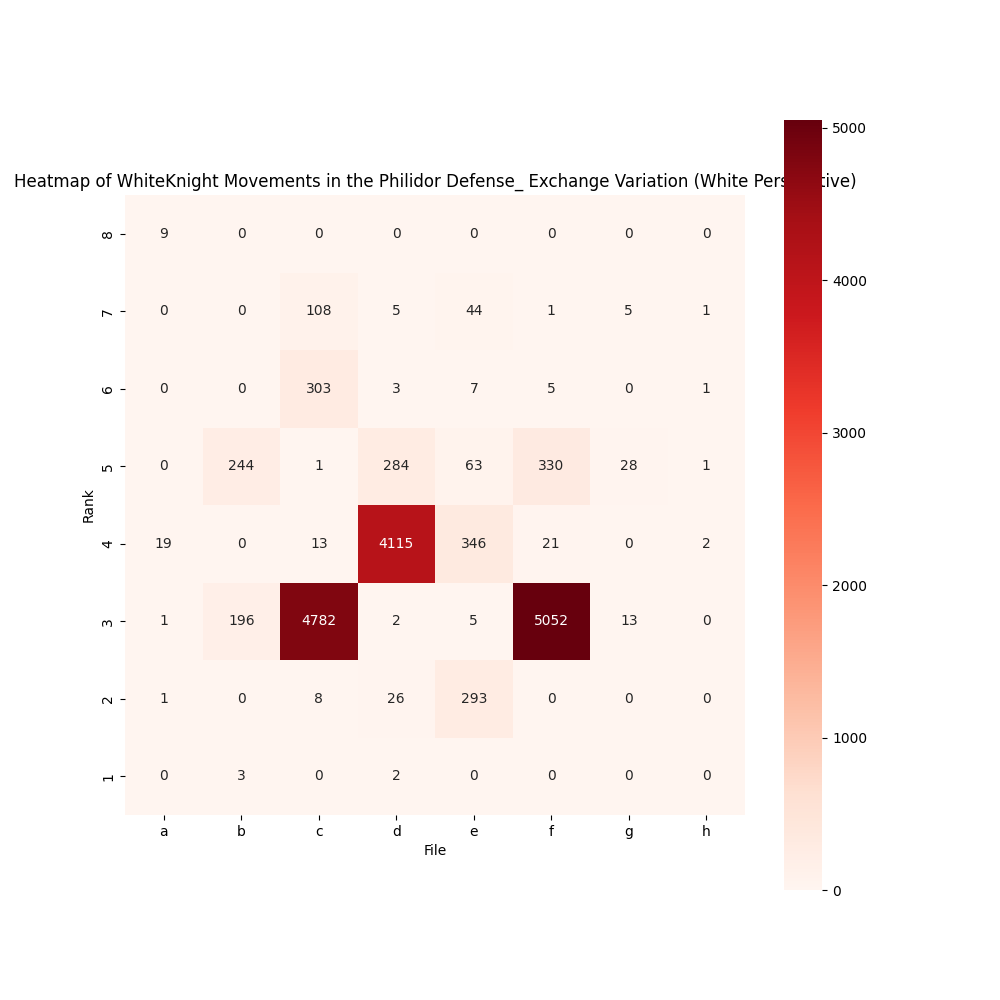 Heatmap of WhiteKnight Movements in the Philidor Defense_ Exchange Variation (White Pers tive)
5000
4000
3000
2000
1000
0
Rank
8 9 0 0 0 0 0 0 0
7 0 0 108 5 44 1 5 1
6 0 0 303 3 7 5 0 1
5 0 244 1 284 63 330 28 1
4 19 0 13 4115 346 21 0 2
3 1 196 4782 2 5 5052 13 0
2 1 0 8 26 293 0 0 0
1 0 3 0 2 0 0 0 0
a b c d e f g h
File